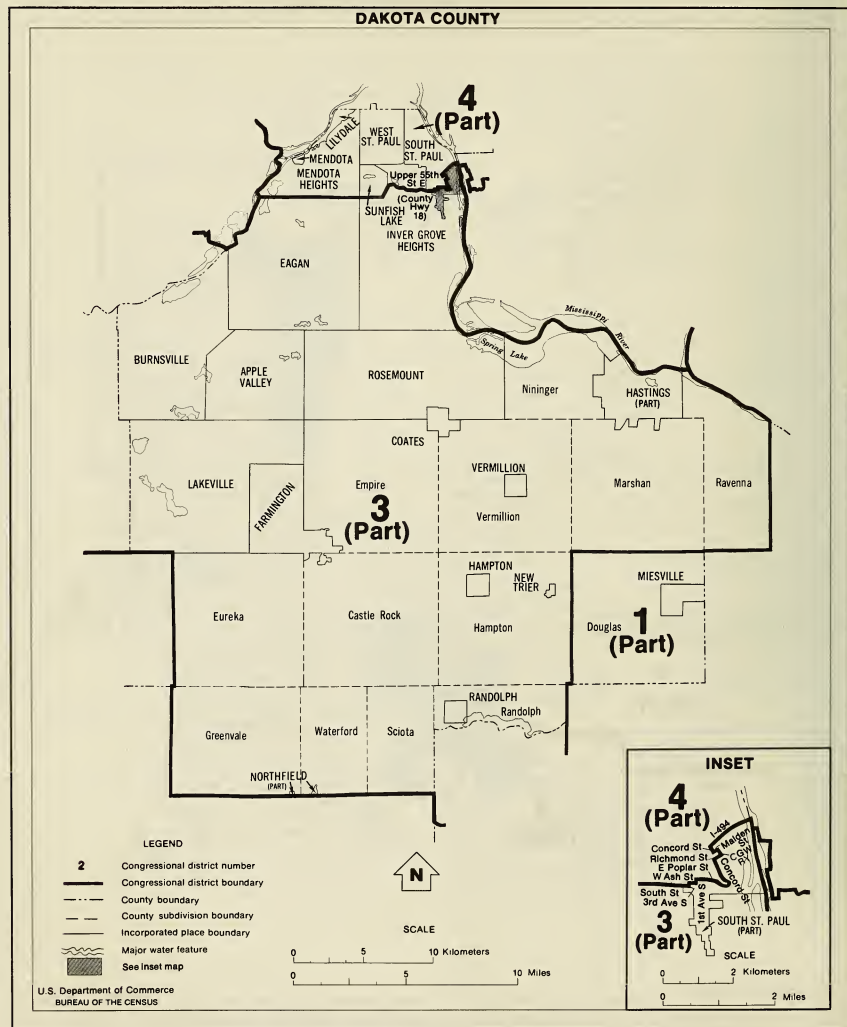 DAKOTA COUNTY
4
(Part)
LILYDALE
WEST
ST. PAUL
SOUTH
ST. PAUL
MENDOTA
MENDOTA
HEIGHTS
Upper 55th
St E
(County
Hwy
18)
SUNFISH
LAKE
INVER GROVE
HEIGHTS
EAGAN
Mississippi
River
Spring Lake
BURNSVILLE
APPLE
VALLEY
ROSEMOUNT
Nininger
HASTINGS
(PART)
COATES
LAKEVILLE
FARMINGTON
Empire
VERMILLION
Vermillion
Marshan
Ravenna
3
(Part)
HAMPTON
NEW
TRIER
MIESVILLE
Eureka
Castle Rock
Hampton
Douglas
1
(Part)
RANDOLPH
Randolph
Greenvale
Waterford
Sciota
NORTHFIELD
(PART)
INSET
4
(Part)
I-494
Malden
St
CGW
RY
Concord St
Richmond St
E Poplar St
W Ash St
Concord St
South St
3rd Ave S
1st Ave S
3
(Part)
SOUTH ST. PAUL
(PART)
SCALE
0 2 Kilometers
0 2 Miles
LEGEND
2 Congressional district number
Congressional district boundary
County boundary
County subdivision boundary
Incorporated place boundary
Major water feature
See inset map
N
SCALE
0 5 10 Kilometers
0 5 10 Miles
U.S. Department of Commerce
BUREAU OF THE CENSUS